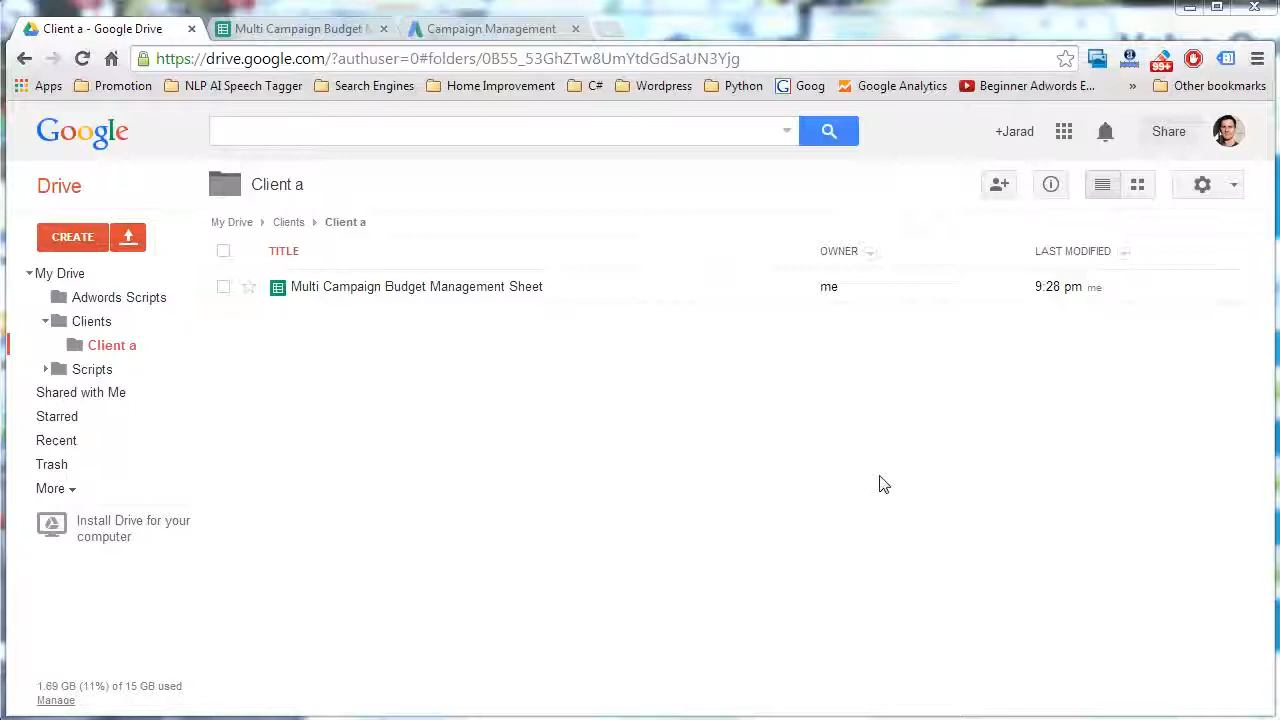 Client a - Google Drive
Multi Campaign Budget M
Campaign Management
https://drive.google.com/?authuser=0#folders/0B55_53GhZTw8UmYtdGdSaUN3Yjg
99+
Apps
Promotion
NLP AI Speech Tagger
Search Engines
Home Improvement
C#
Wordpress
Python
Goog
Google Analytics
Beginner Adwords E...
»
Other bookmarks
Google
+Jarad
Share
Drive
Client a
CREATE
My Drive
Clients
Client a
TITLE
OWNER
LAST MODIFIED
Multi Campaign Budget Management Sheet
me
9:28 pm me
My Drive
Adwords Scripts
Clients
Client a
Scripts
Shared with Me
Starred
Recent
Trash
More
Install Drive for your
computer
1.69 GB (11%) of 15 GB used
Manage